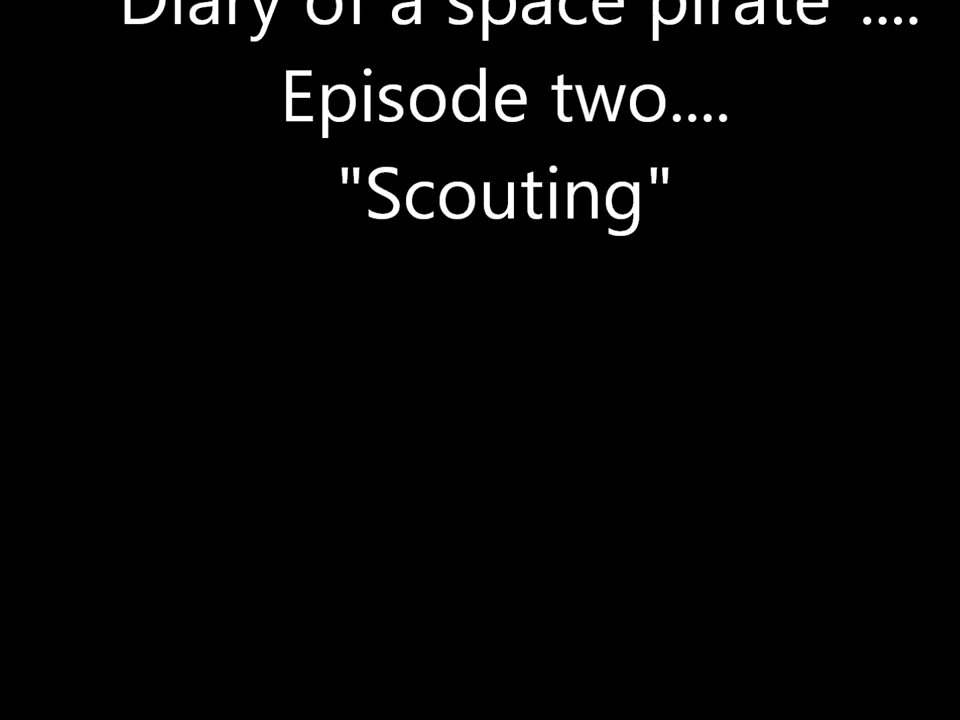 Diary of a space pirate"....
Episode two....
"Scouting"